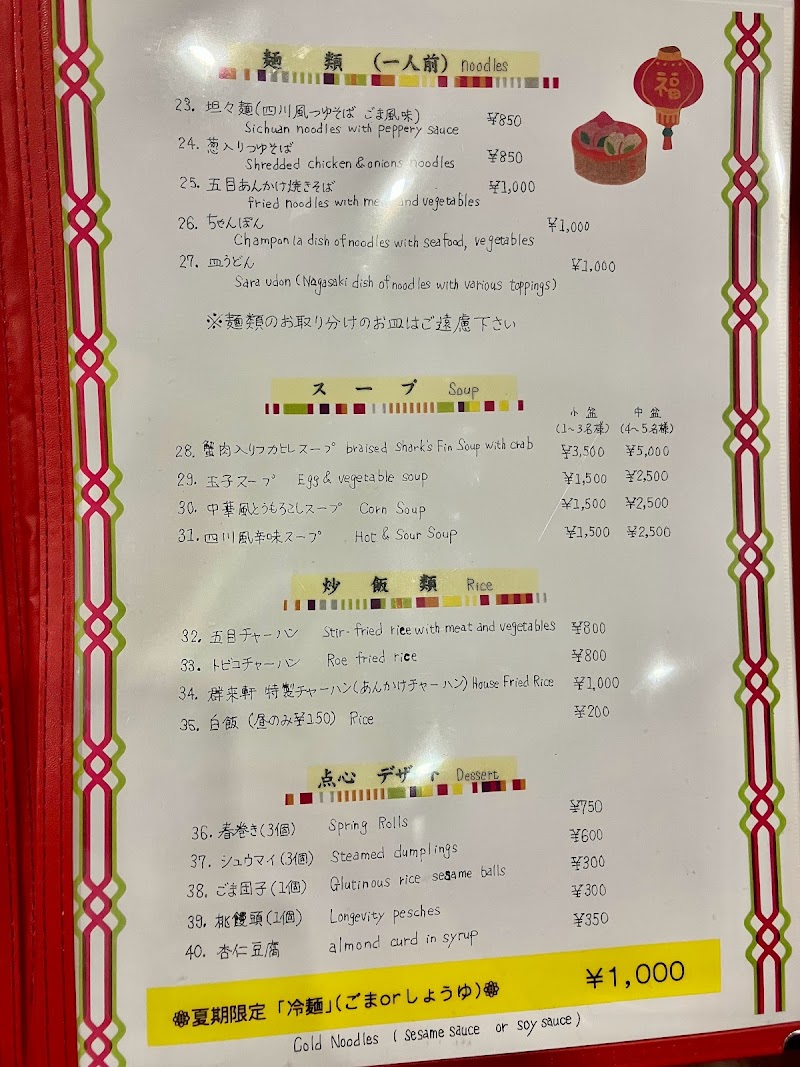 麺 類 (一人前) noodles
福
23. 坦々麺(四川風つゆそば ごま風味) ¥850
Sichuan noodles with peppery sauce
24. 葱入りつゆそば ¥850
Shredded chicken & onions noodles
25. 五目あんかけ焼きそば ¥1,000
fried noodles with meat and vegetables
26. ちゃんぽん ¥1,000
Champon (a dish of noodles with seafood, vegetables
27. 皿うどん ¥1,000
Sara udon (Nagasaki dish of noodles with various toppings)
※麺類のお取り分けのお皿はご遠慮下さい
スープ Soup
小盆 中盆
(1〜3名様) (4〜5名様)
28. 蟹肉入りフカヒレスープ braised Shark's Fin Soup with crab ¥3,500 ¥5,000
29. 玉子スープ Egg & vegetable soup ¥1,500 ¥2,500
30. 中華風とうもろこしスープ Corn Soup ¥1,500 ¥2,500
31. 四川風辛味スープ Hot & Sour Soup ¥1,500 ¥2,500
炒飯類 Rice
32. 五目チャーハン Stir-fried rice with meat and vegetables ¥800
33. トビコチャーハン Roe fried rice ¥800
34. 群来軒 特製チャーハン(あんかけチャーハン) House Fried Rice ¥1,000
35. 白飯 (昼のみ¥150) Rice ¥200
点心 デザート Dessert
36. 春巻き(3個) Spring Rolls ¥750
37. シュウマイ(3個) Steamed dumplings ¥600
38. ごま団子(1個) Glutinous rice sesame balls ¥300
39. 桃饅頭(1個) Longevity pesches ¥300
40. 杏仁豆腐 almond curd in syrup ¥350
❁夏期限定「冷麺」(ごまorしょうゆ)❁ ¥1,000
Cold Noodles (sesame sauce or soy sauce)